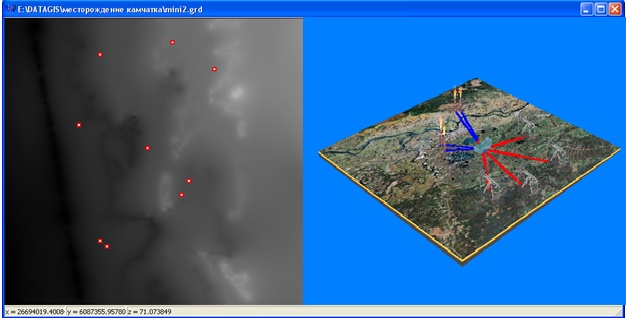 E:\DATAGIS\месторождение камчатка\mini2.grd
x = 26694019.4008 y = 6087355.95780 z = 71.073849